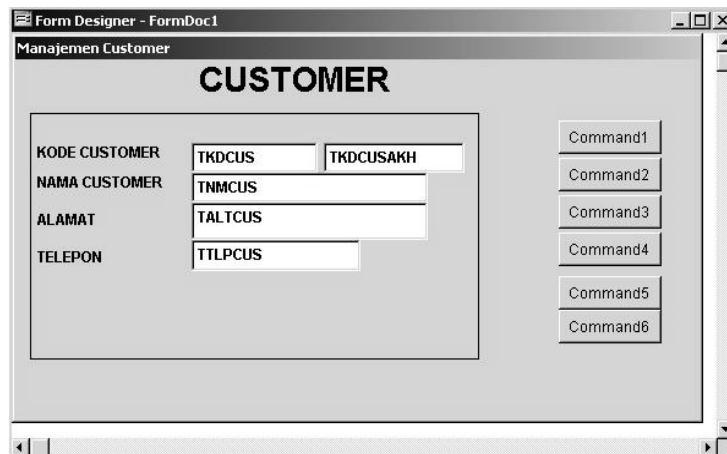 Form Designer - FormDoc1
Manajemen Customer
CUSTOMER
KODE CUSTOMER TKDCUS TKDCUSAKH
NAMA CUSTOMER TNMCUS
ALAMAT TALTCUS
TELEPON TTLPCUS
Command1
Command2
Command3
Command4
Command5
Command6